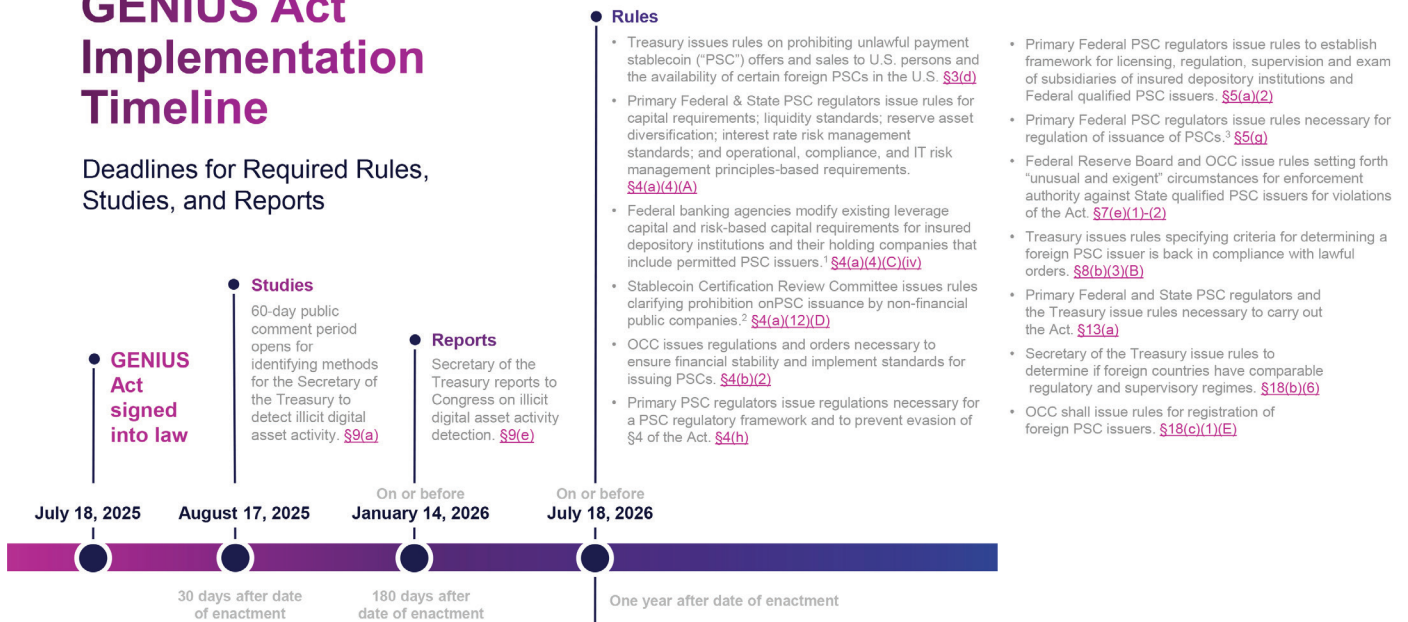 GENIUS Act
Implementation
Timeline
Deadlines for Required Rules,
Studies, and Reports
GENIUS
Act
signed
into law
Studies
60-day public
comment period
opens for
identifying methods
for the Secretary of
the Treasury to
detect illicit digital
asset activity. §9(a)
Reports
Secretary of the
Treasury reports to
Congress on illicit
digital asset activity
detection. §9(e)
Rules
• Treasury issues rules on prohibiting unlawful payment
stablecoin (“PSC”) offers and sales to U.S. persons and
the availability of certain foreign PSCs in the U.S. §3(d)
• Primary Federal & State PSC regulators issue rules for
capital requirements; liquidity standards; reserve asset
diversification; interest rate risk management
standards; and operational, compliance, and IT risk
management principles-based requirements.
§4(a)(4)(A)
• Federal banking agencies modify existing leverage
capital and risk-based capital requirements for insured
depository institutions and their holding companies that
include permitted PSC issuers.¹ §4(a)(4)(C)(iv)
• Stablecoin Certification Review Committee issues rules
clarifying prohibition onPSC issuance by non-financial
public companies.² §4(a)(12)(D)
• OCC issues regulations and orders necessary to
ensure financial stability and implement standards for
issuing PSCs. §4(b)(2)
• Primary PSC regulators issue regulations necessary for
a PSC regulatory framework and to prevent evasion of
§4 of the Act. §4(h)
• Primary Federal PSC regulators issue rules to establish
framework for licensing, regulation, supervision and exam
of subsidiaries of insured depository institutions and
Federal qualified PSC issuers. §5(a)(2)
• Primary Federal PSC regulators issue rules necessary for
regulation of issuance of PSCs.³ §5(g)
• Federal Reserve Board and OCC issue rules setting forth
“unusual and exigent” circumstances for enforcement
authority against State qualified PSC issuers for violations
of the Act. §7(e)(1)-(2)
• Treasury issues rules specifying criteria for determining a
foreign PSC issuer is back in compliance with lawful
orders. §8(b)(3)(B)
• Primary Federal and State PSC regulators and
the Treasury issue rules necessary to carry out
the Act. §13(a)
• Secretary of the Treasury issue rules to
determine if foreign countries have comparable
regulatory and supervisory regimes. §18(b)(6)
• OCC shall issue rules for registration of
foreign PSC issuers. §18(c)(1)(E)
July 18, 2025
August 17, 2025
On or before
January 14, 2026
On or before
July 18, 2026
30 days after date
of enactment
180 days after
date of enactment
One year after date of enactment